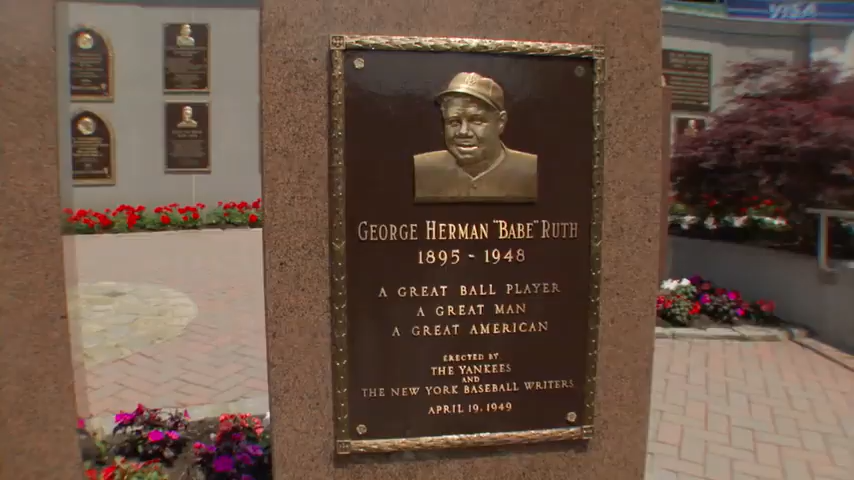 VISA
GEORGE HERMAN "BABE" RUTH
1895 - 1948
A GREAT BALL PLAYER
A GREAT MAN
A GREAT AMERICAN
ERECTED BY
THE YANKEES
AND
THE NEW YORK BASEBALL WRITERS
APRIL 19, 1949